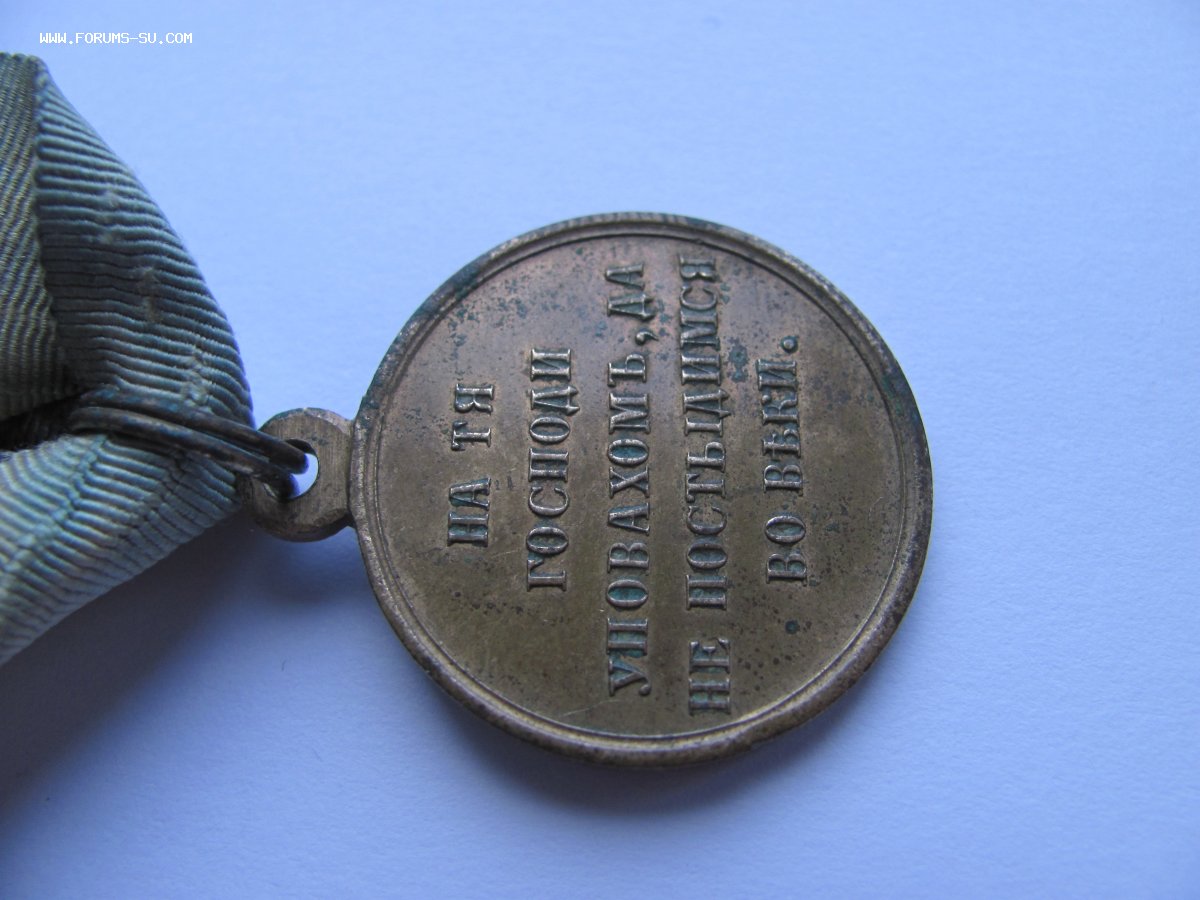 WWW.FORUMS-SU.COM
НА ТЯ
ГОСПОДИ
УПОВАХОМЪ, ДА
НЕ ПОСТЫДИМСЯ
ВО ВѢКИ.